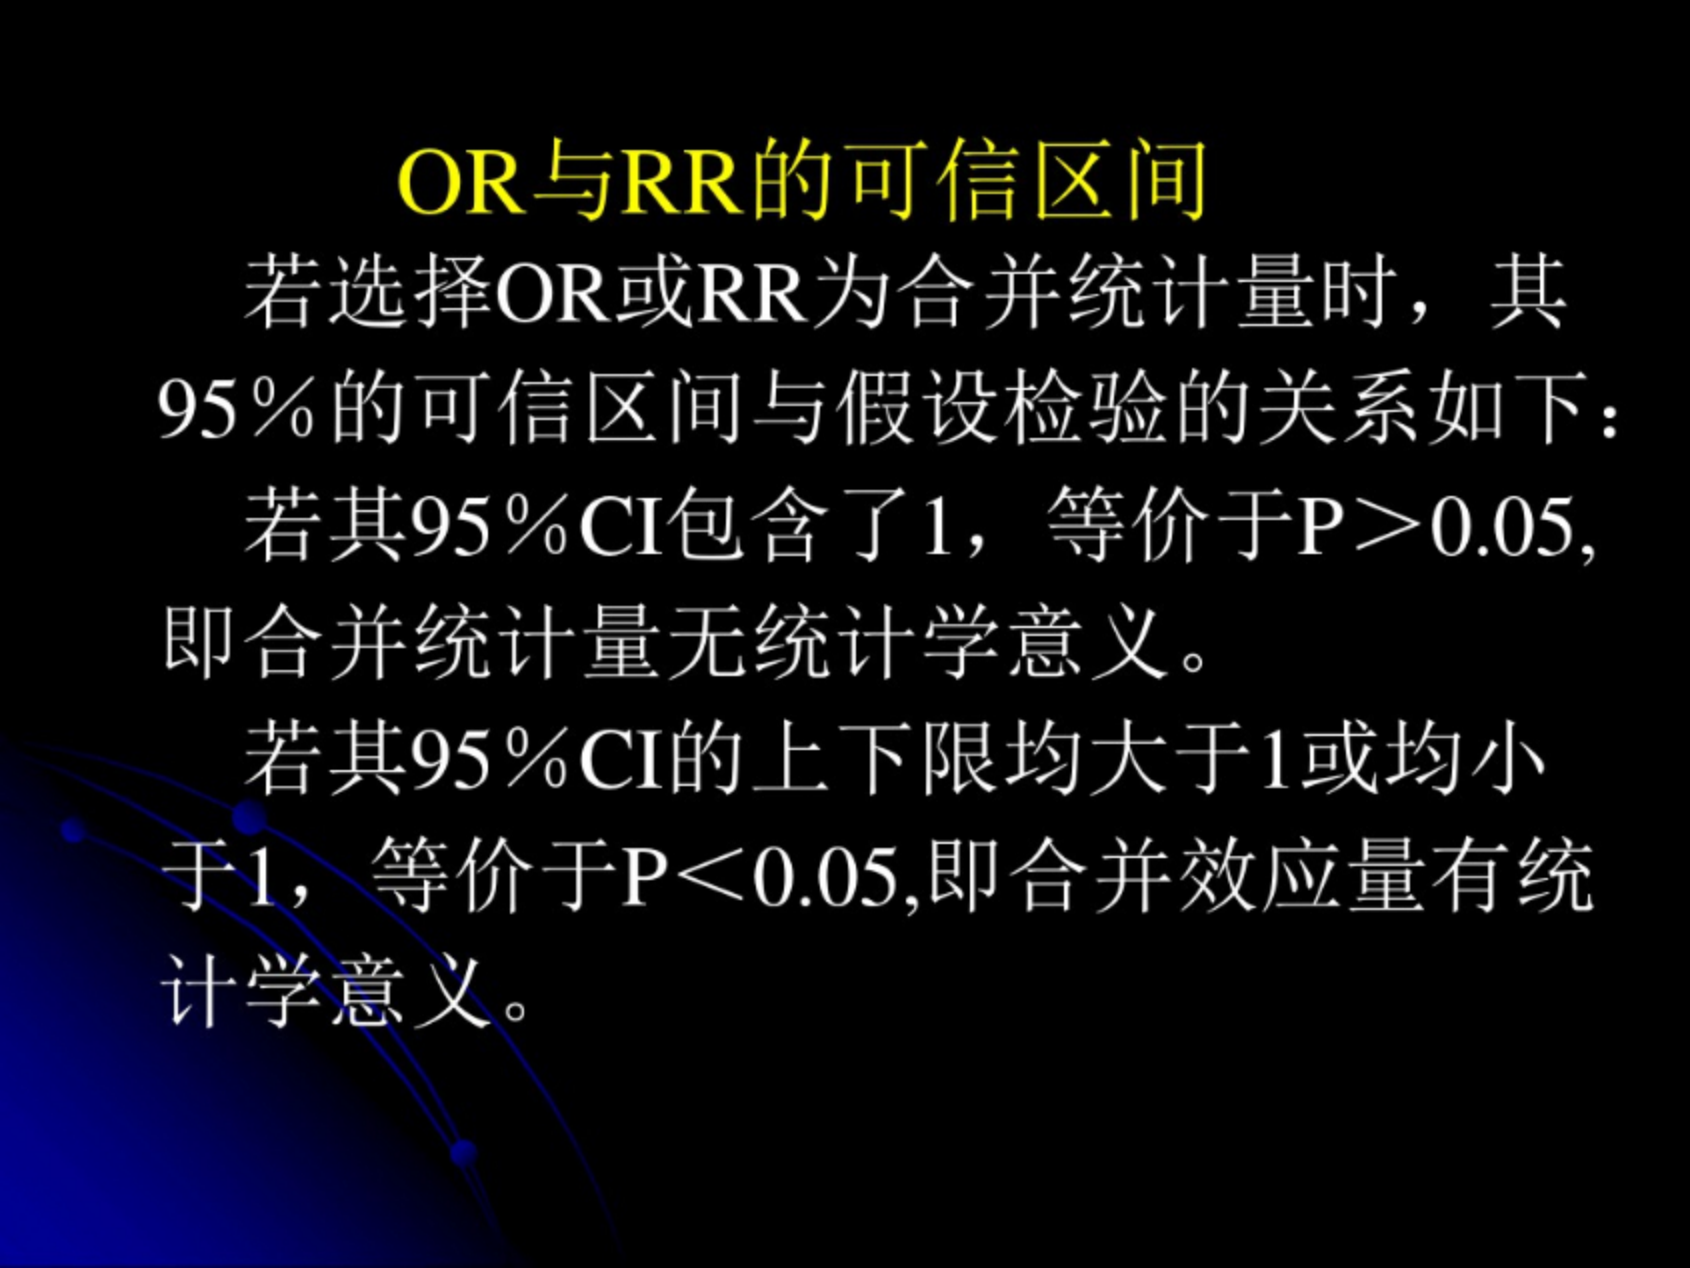 OR与RR的可信区间
若选择OR或RR为合并统计量时，其
95％的可信区间与假设检验的关系如下：
若其95％CI包含了1，等价于P＞0.05,
即合并统计量无统计学意义。
若其95％CI的上下限均大于1或均小
于1，等价于P＜0.05,即合并效应量有统
计学意义。